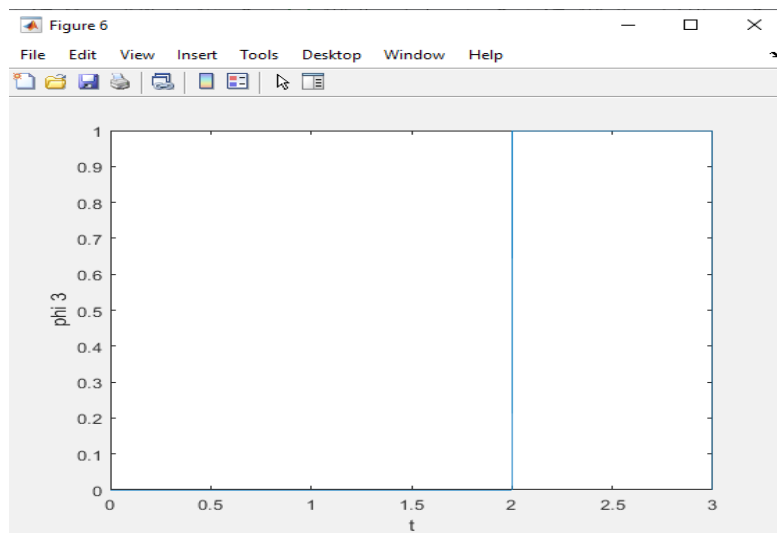 Figure 6
File Edit View Insert Tools Desktop Window Help
1
0.9
0.8
0.7
0.6
0.5
0.4
0.3
0.2
0.1
0
phi 3
0 0.5 1 1.5 2 2.5 3
t